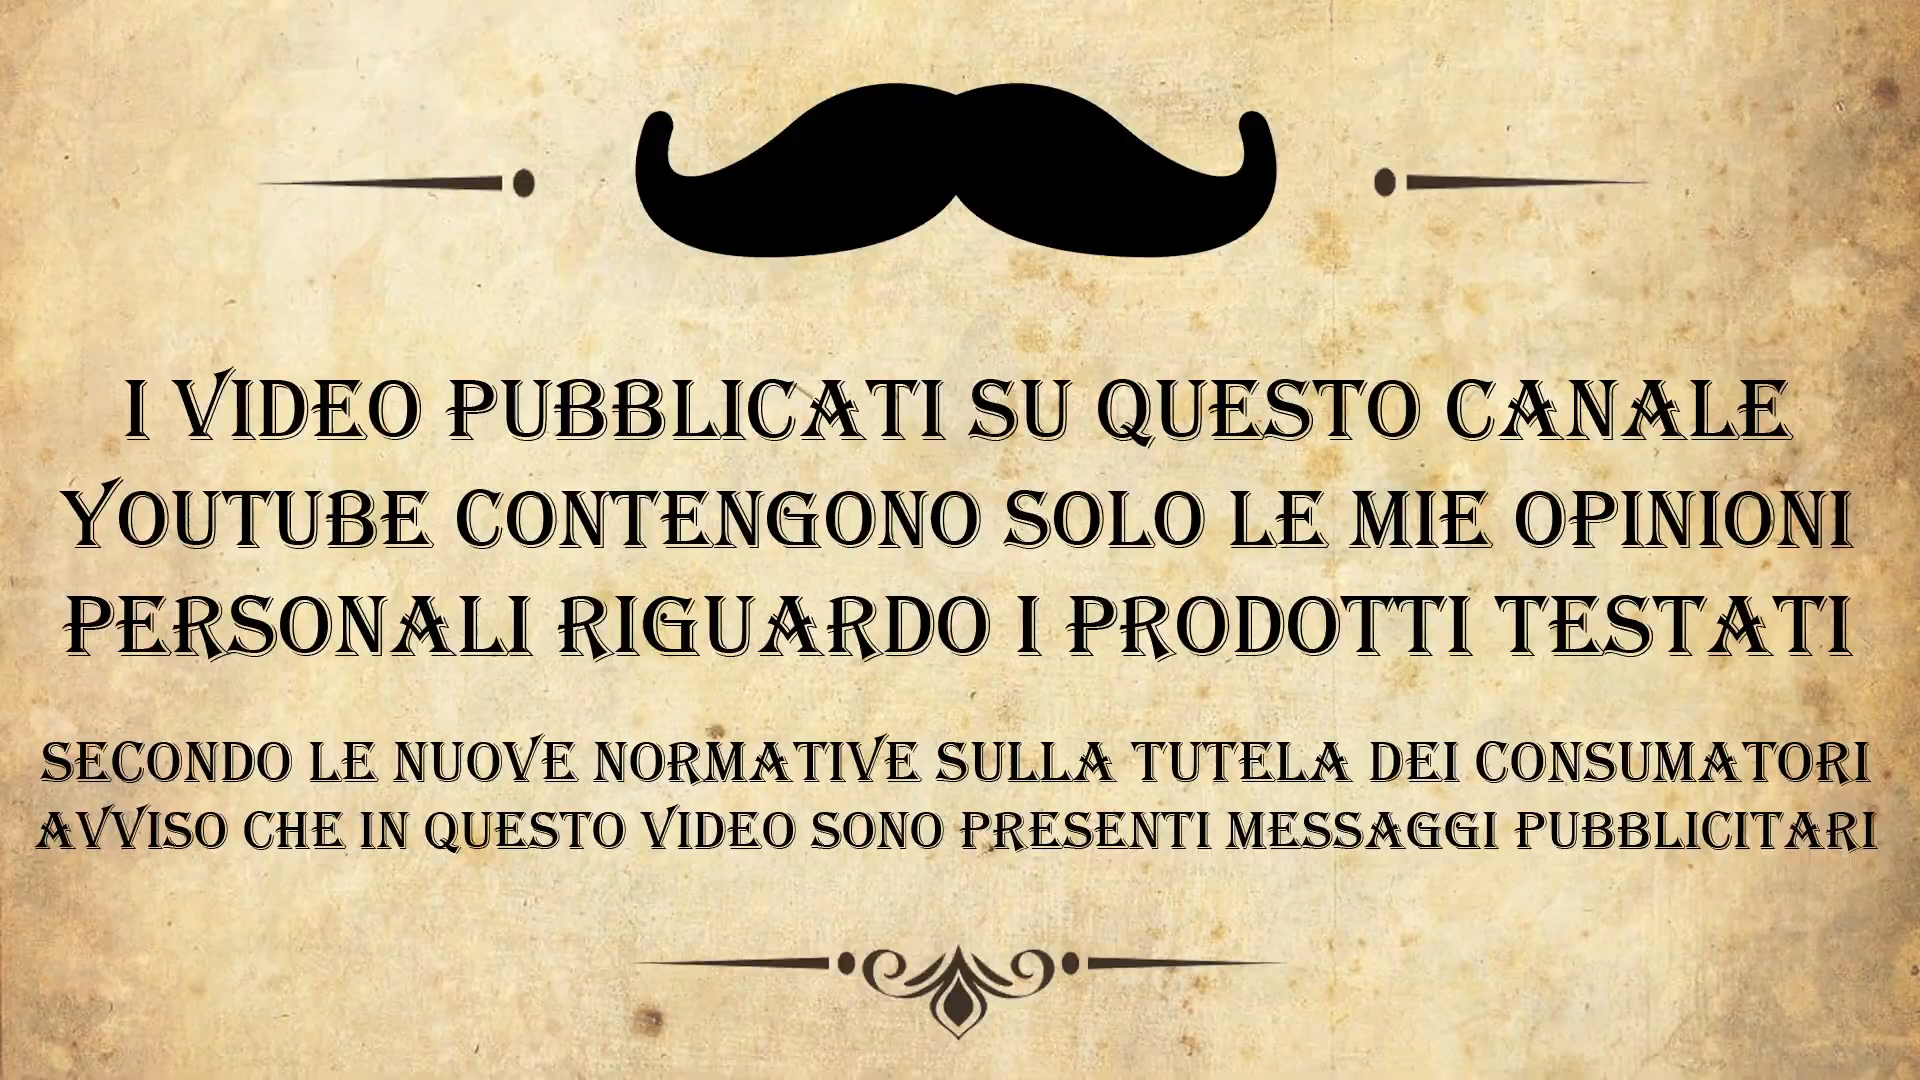 I VIDEO PUBBLICATI SU QUESTO CANALE
YOUTUBE CONTENGONO SOLO LE MIE OPINIONI
PERSONALI RIGUARDO I PRODOTTI TESTATI
SECONDO LE NUOVE NORMATIVE SULLA TUTELA DEI CONSUMATORI
AVVISO CHE IN QUESTO VIDEO SONO PRESENTI MESSAGGI PUBBLICITARI